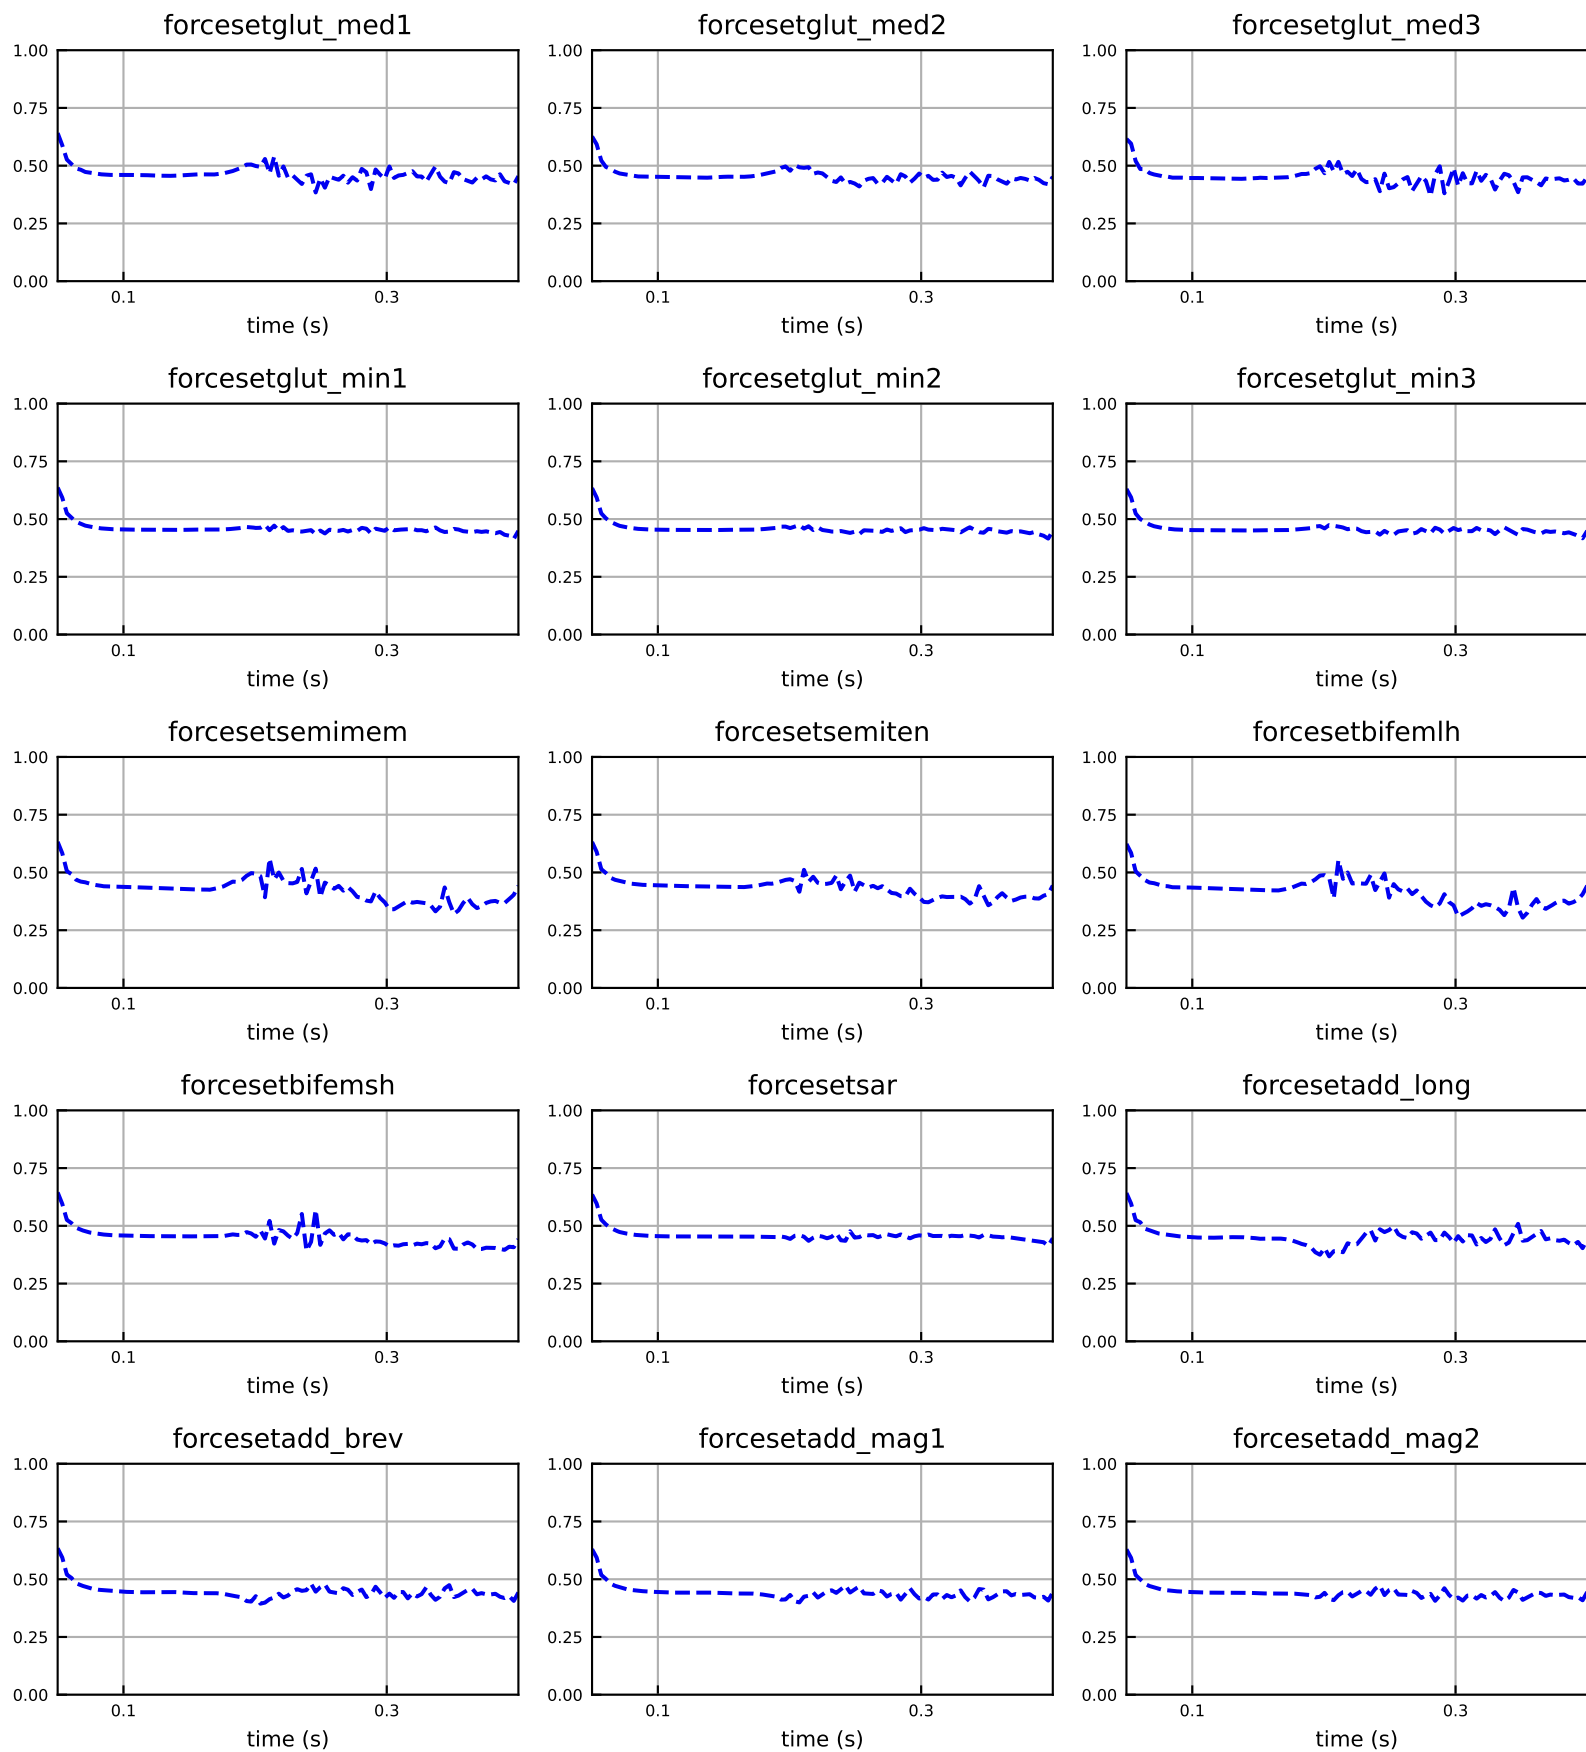 forcesetglut_med1 forcesetglut_med2 forcesetglut_med3
1.00 1.00 1.00
0.75 0.75 0.75
0.50 0.50 0.50
0.25 0.25 0.25
0.00 0.00 0.00
0.1 0.3 0.1 0.3 0.1 0.3
time (s) time (s) time (s)
forcesetglut_min1 forcesetglut_min2 forcesetglut_min3
1.00 1.00 1.00
0.75 0.75 0.75
0.50 0.50 0.50
0.25 0.25 0.25
0.00 0.00 0.00
0.1 0.3 0.1 0.3 0.1 0.3
time (s) time (s) time (s)
forcesetsemimem forcesetsemiten forcesetbifemlh
1.00 1.00 1.00
0.75 0.75 0.75
0.50 0.50 0.50
0.25 0.25 0.25
0.00 0.00 0.00
0.1 0.3 0.1 0.3 0.1 0.3
time (s) time (s) time (s)
forcesetbifemsh forcesetsar forcesetadd_long
1.00 1.00 1.00
0.75 0.75 0.75
0.50 0.50 0.50
0.25 0.25 0.25
0.00 0.00 0.00
0.1 0.3 0.1 0.3 0.1 0.3
time (s) time (s) time (s)
forcesetadd_brev forcesetadd_mag1 forcesetadd_mag2
1.00 1.00 1.00
0.75 0.75 0.75
0.50 0.50 0.50
0.25 0.25 0.25
0.00 0.00 0.00
0.1 0.3 0.1 0.3 0.1 0.3
time (s) time (s) time (s)